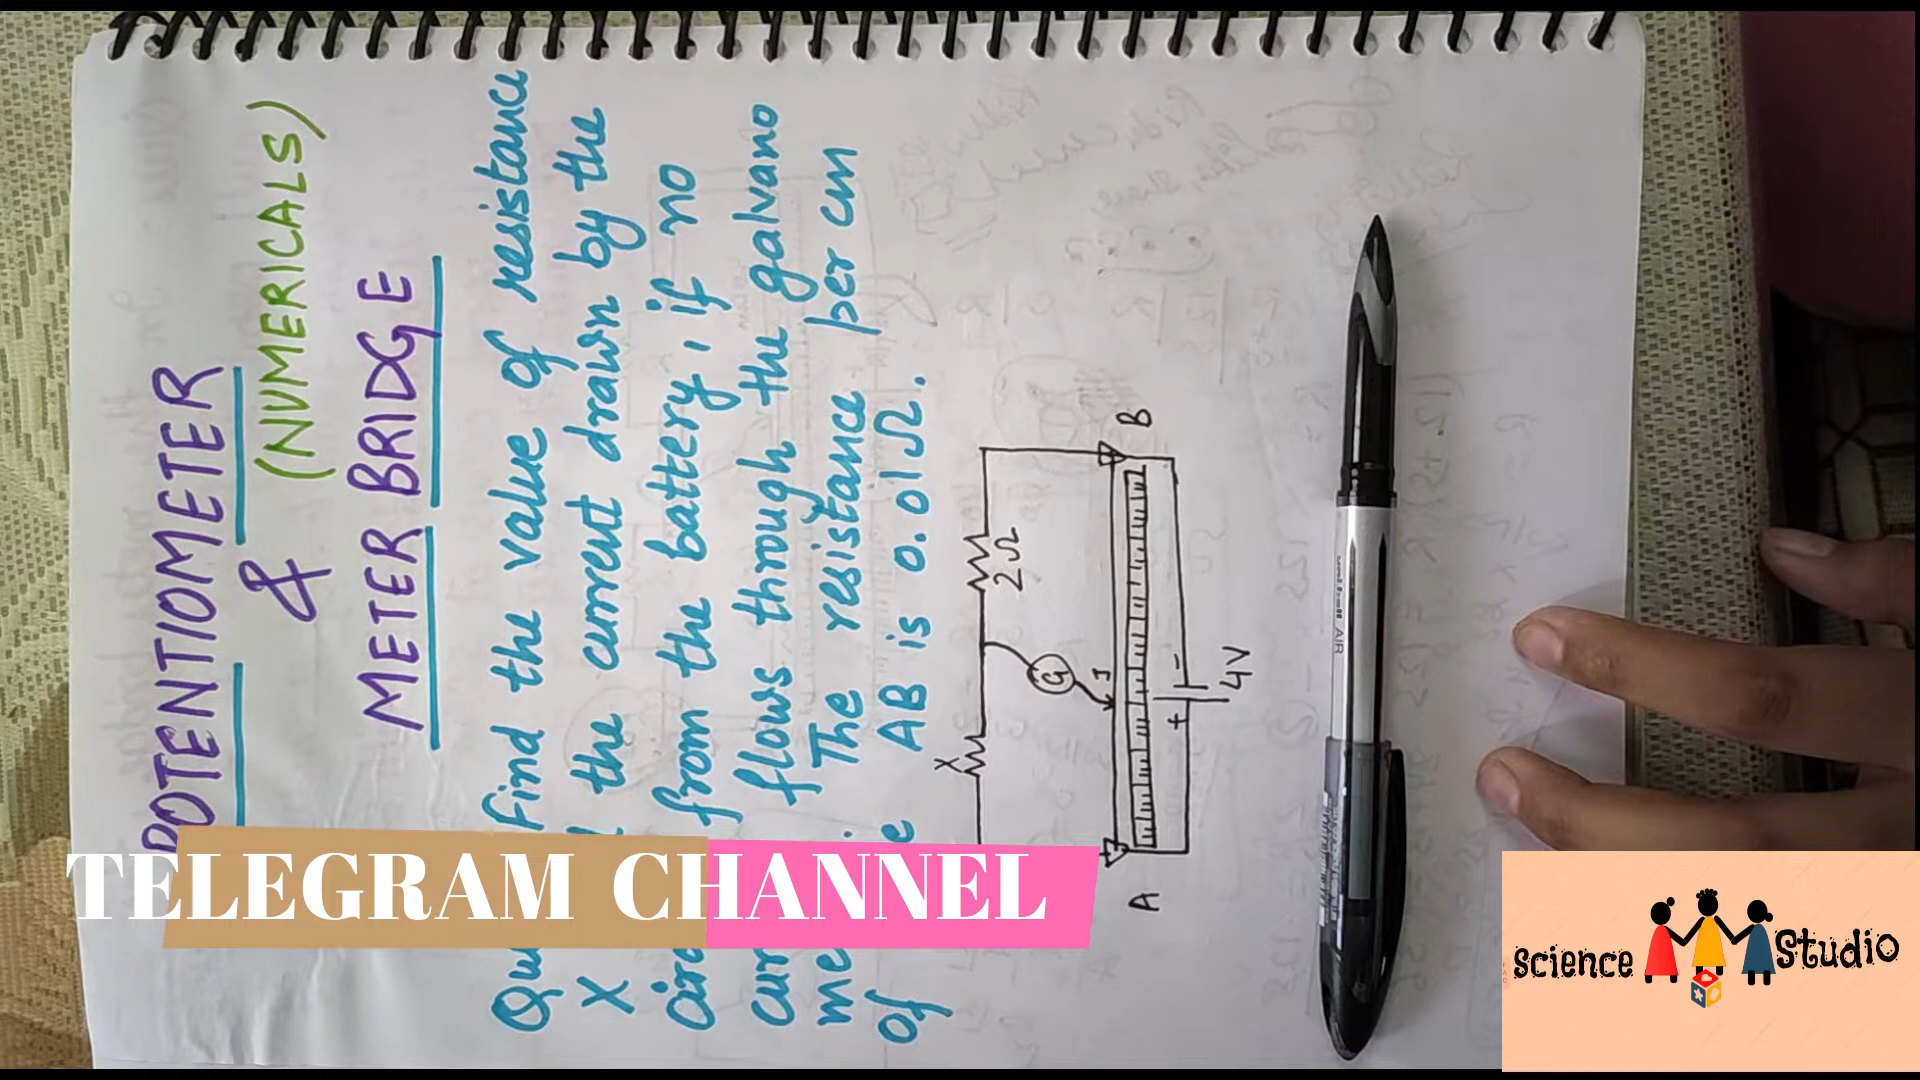 POTENTIOMETER
&
(NUMERICALS)
METER BRIDGE
Find the value of resistance
X the current drawn by the
from the battery, if no
flows through the galvano
The resistance per cm
of AB is 0.01Ω.
X
2Ω
G
J
A
B
+
-
4V
AIR
TELEGRAM CHANNEL
Science Studio